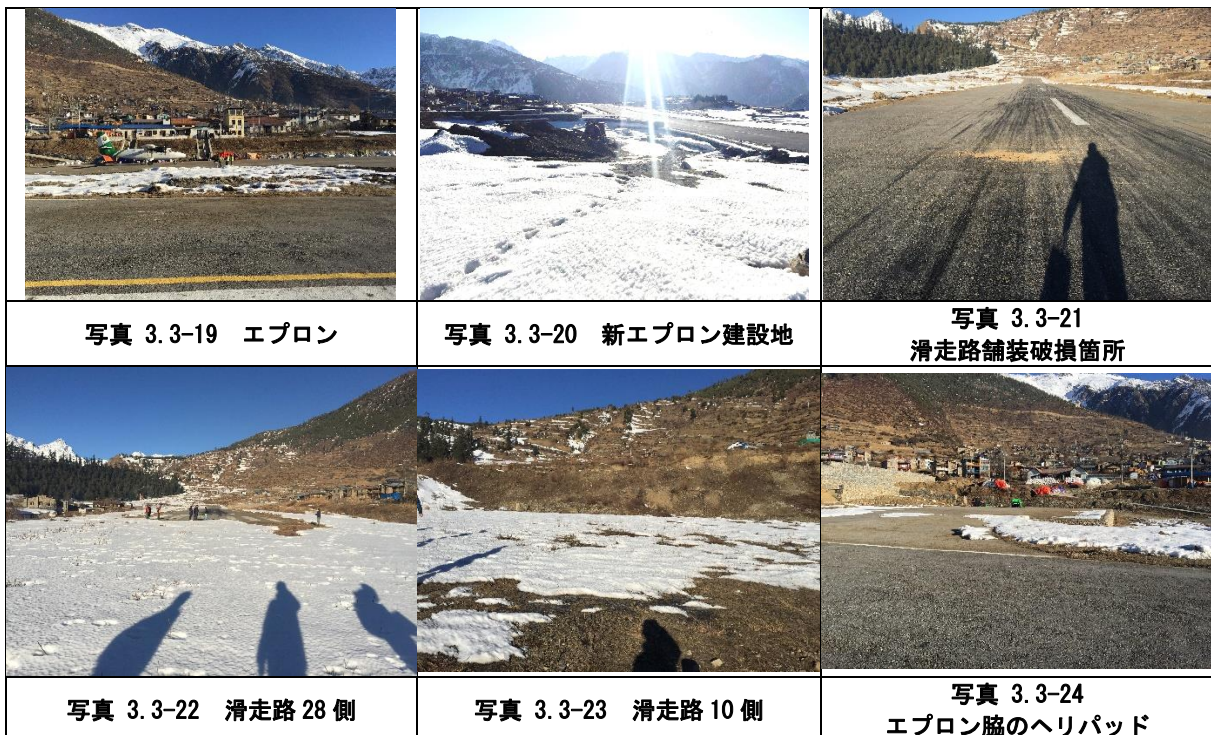 写真 3.3-19 エプロン
写真 3.3-20 新エプロン建設地
写真 3.3-21
滑走路舗装破損箇所
写真 3.3-22 滑走路 28 側
写真 3.3-23 滑走路 10 側
写真 3.3-24
エプロン脇のヘリパッド